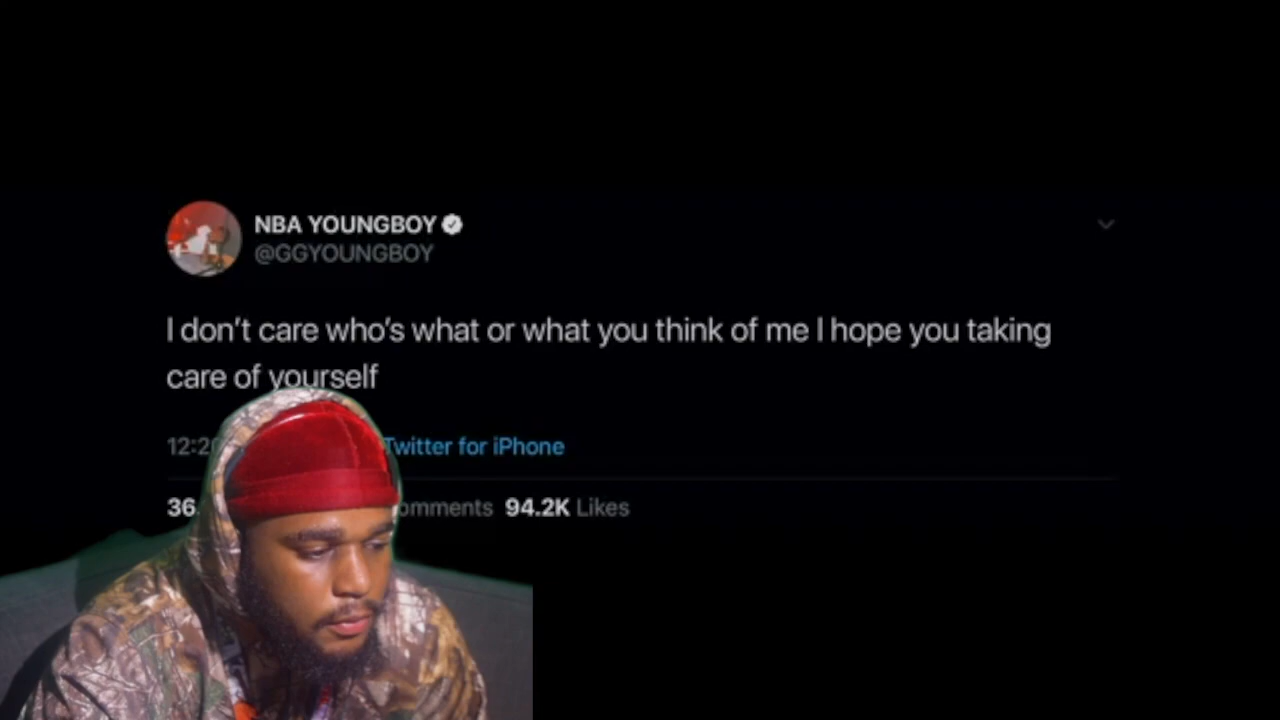 NBA YOUNGBOY
@GGYOUNGBOY
I don't care who's what or what you think of me I hope you taking
care of yourself
Twitter for iPhone
94.2K Likes